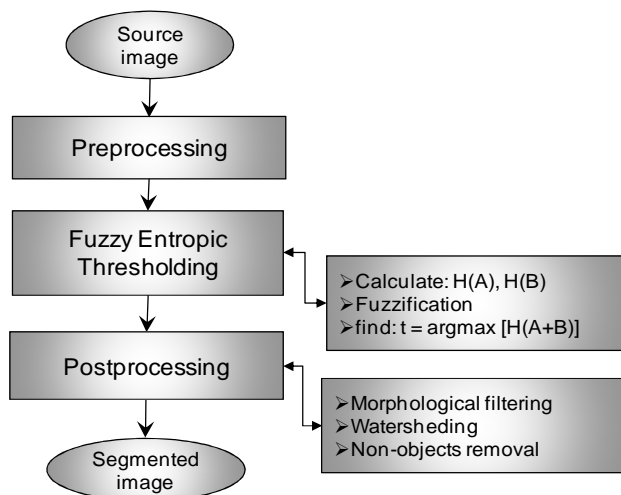 Source
image
Preprocessing
Fuzzy Entropic
Thresholding
➢Calculate: H(A), H(B)
➢Fuzzification
➢find: t = argmax [H(A+B)]
Postprocessing
➢Morphological filtering
➢Watersheding
➢Non-objects removal
Segmented
image